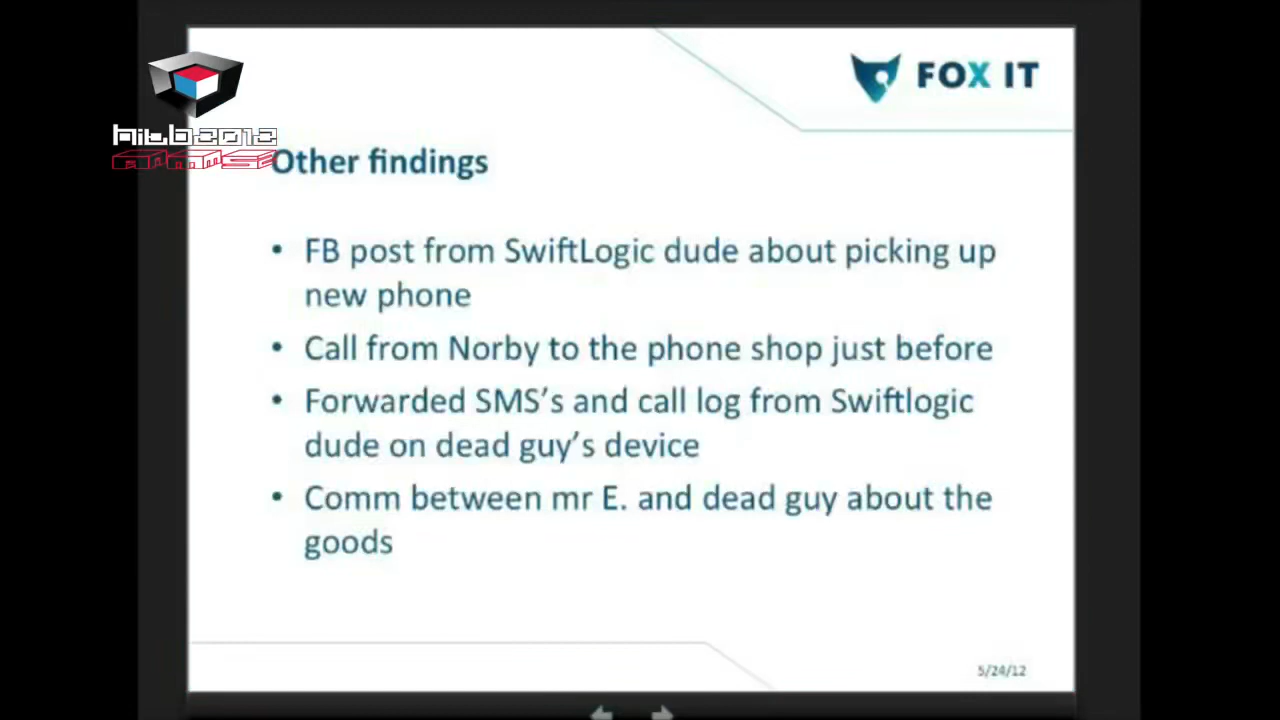 FOX IT
hitb2012
AMS
Other findings
• FB post from SwiftLogic dude about picking up
new phone
• Call from Norby to the phone shop just before
• Forwarded SMS’s and call log from Swiftlogic
dude on dead guy’s device
• Comm between mr E. and dead guy about the
goods
5/24/12